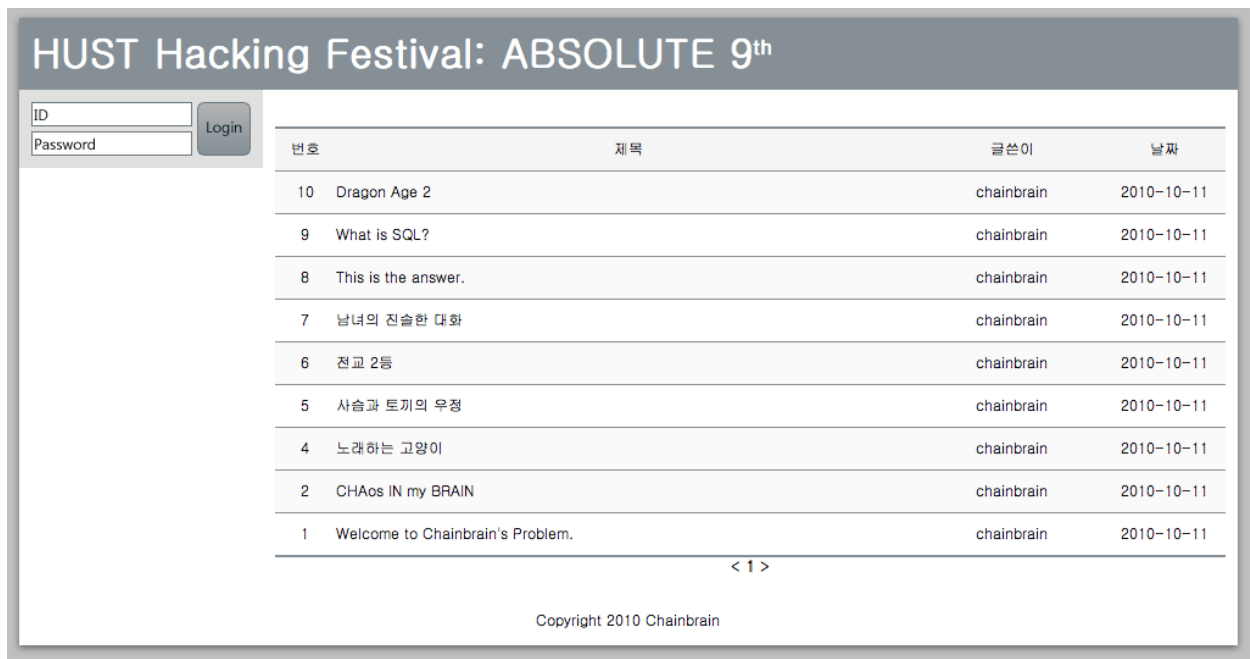 HUST Hacking Festival: ABSOLUTE 9th
ID
Password
Login
번호 제목 글쓴이 날짜
10 Dragon Age 2 chainbrain 2010-10-11
9 What is SQL? chainbrain 2010-10-11
8 This is the answer. chainbrain 2010-10-11
7 남녀의 진솔한 대화 chainbrain 2010-10-11
6 전교 2등 chainbrain 2010-10-11
5 사슴과 토끼의 우정 chainbrain 2010-10-11
4 노래하는 고양이 chainbrain 2010-10-11
2 CHAos IN my BRAIN chainbrain 2010-10-11
1 Welcome to Chainbrain's Problem. chainbrain 2010-10-11
< 1 >
Copyright 2010 Chainbrain